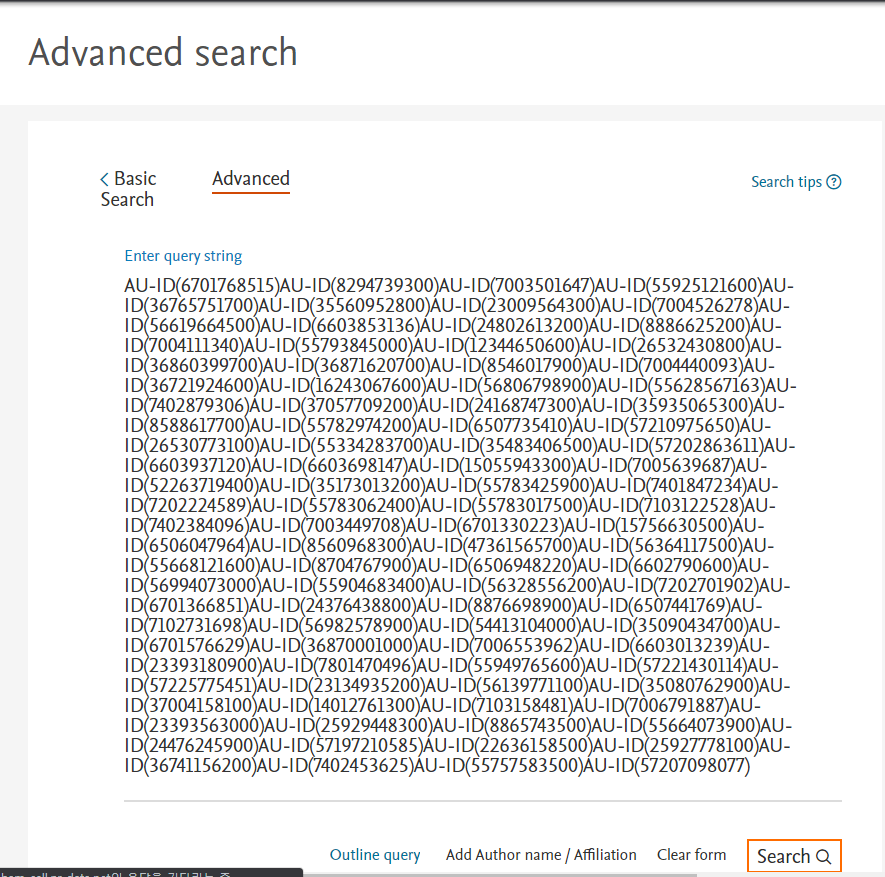 Advanced search
< Basic Search
Advanced
Search tips ?
Enter query string
AU-ID(6701768515)AU-ID(8294739300)AU-ID(7003501647)AU-ID(55925121600)AU-
ID(36765751700)AU-ID(35560952800)AU-ID(23009564300)AU-ID(7004526278)AU-
ID(56619664500)AU-ID(6603853136)AU-ID(24802613200)AU-ID(8886625200)AU-
ID(7004111340)AU-ID(55793845000)AU-ID(12344650600)AU-ID(26532430800)AU-
ID(36860399700)AU-ID(36871620700)AU-ID(8546017900)AU-ID(7004440093)AU-
ID(36721924600)AU-ID(16243067600)AU-ID(56806798900)AU-ID(55628567163)AU-
ID(7402879306)AU-ID(37057709200)AU-ID(24168747300)AU-ID(35935065300)AU-
ID(8588617700)AU-ID(55782974200)AU-ID(6507735410)AU-ID(57210975650)AU-
ID(26530773100)AU-ID(55334283700)AU-ID(35483406500)AU-ID(57202863611)AU-
ID(6603937120)AU-ID(6603698147)AU-ID(15055943300)AU-ID(7005639687)AU-
ID(52263719400)AU-ID(35173013200)AU-ID(55783425900)AU-ID(7401847234)AU-
ID(7202224589)AU-ID(55783062400)AU-ID(55783017500)AU-ID(7103122528)AU-
ID(7402384096)AU-ID(7003449708)AU-ID(6701330223)AU-ID(15756630500)AU-
ID(6506047964)AU-ID(8560968300)AU-ID(47361565700)AU-ID(56364117500)AU-
ID(55668121600)AU-ID(8704767900)AU-ID(6506948220)AU-ID(6602790600)AU-
ID(56994073000)AU-ID(55904683400)AU-ID(56328556200)AU-ID(7202701902)AU-
ID(6701366851)AU-ID(24376438800)AU-ID(8876698900)AU-ID(6507441769)AU-
ID(7102731698)AU-ID(56982578900)AU-ID(54413104000)AU-ID(35090434700)AU-
ID(6701576629)AU-ID(36870001000)AU-ID(7006553962)AU-ID(6603013239)AU-
ID(23393180900)AU-ID(7801470496)AU-ID(55949765600)AU-ID(57221430114)AU-
ID(57225775451)AU-ID(23134935200)AU-ID(56139771100)AU-ID(35080762900)AU-
ID(37004158100)AU-ID(14012761300)AU-ID(7103158481)AU-ID(7006791887)AU-
ID(23393563000)AU-ID(25929448300)AU-ID(8865743500)AU-ID(55664073900)AU-
ID(24476245900)AU-ID(57197210585)AU-ID(22636158500)AU-ID(25927778100)AU-
ID(36741156200)AU-ID(7402453625)AU-ID(55757583500)AU-ID(57207098077)
Outline query
Add Author name / Affiliation
Clear form
Search